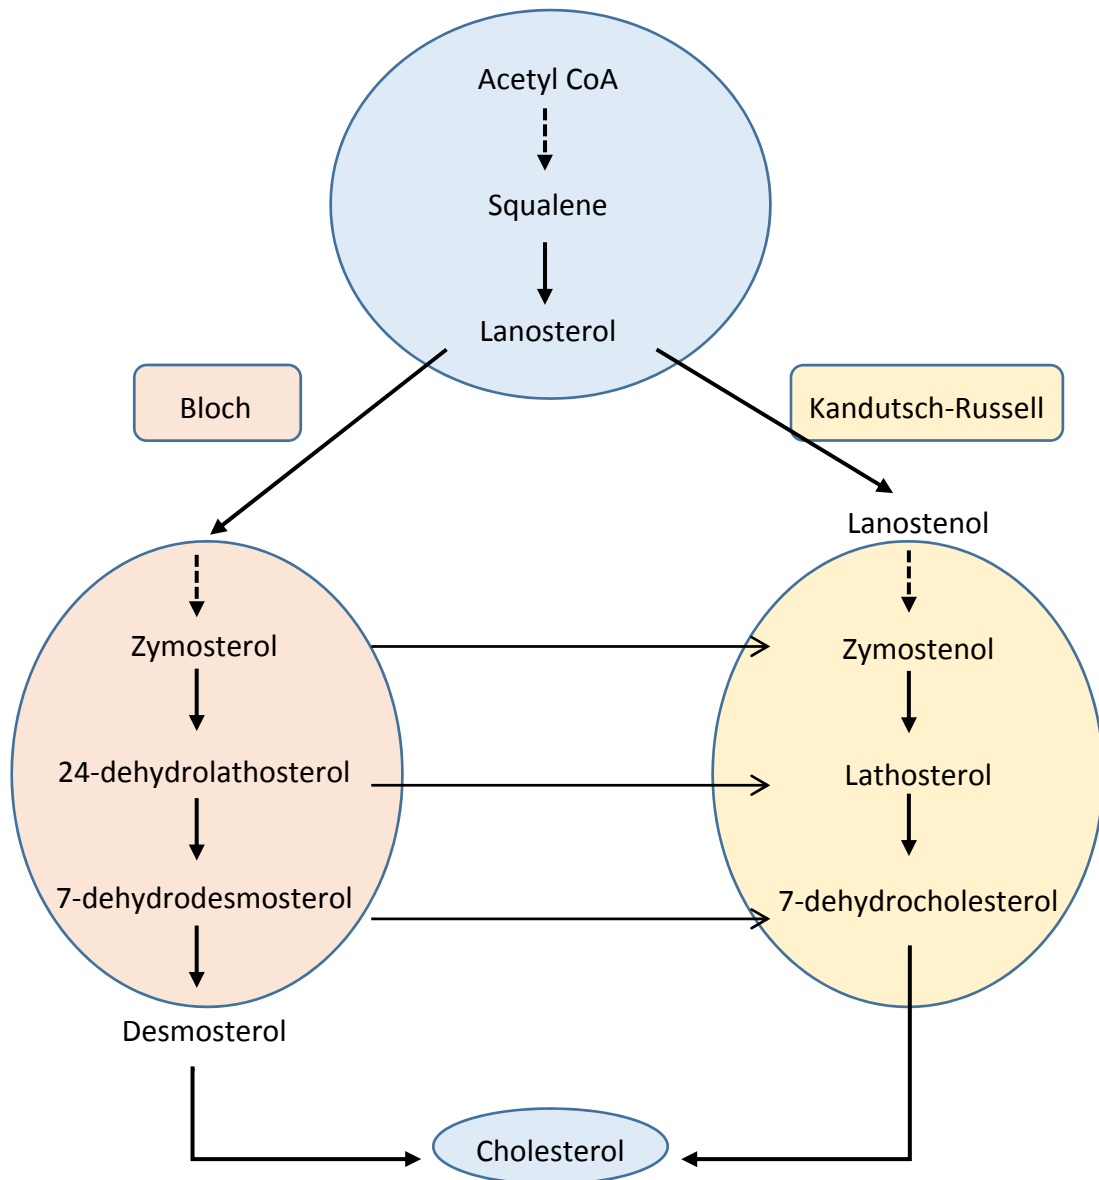 Acetyl CoA
Squalene
Lanosterol
Bloch
Kandutsch-Russell
Lanostenol
Zymosterol
Zymostenol
24-dehydrolathosterol
Lathosterol
7-dehydrodesmosterol
7-dehydrocholesterol
Desmosterol
Cholesterol